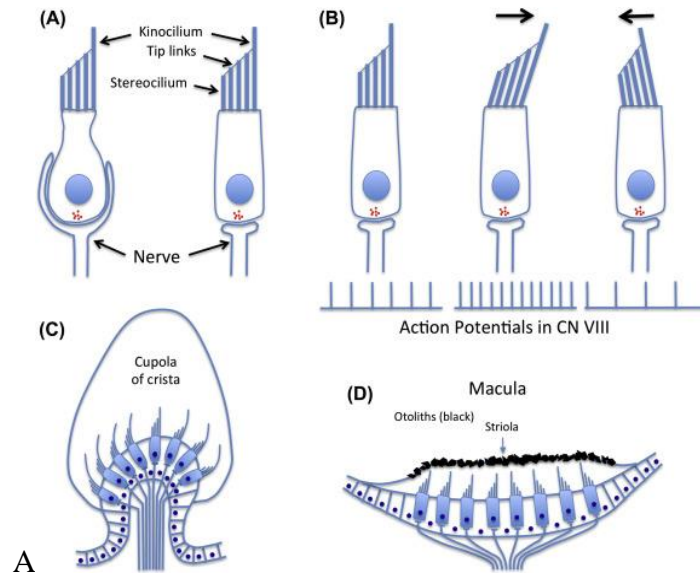 (A)
Kinocilium
Tip links
Stereocilium
Nerve
(B)
Action Potentials in CN VIII
(C)
Cupola
of crista
(D)
Macula
Otoliths (black)
Striola
A